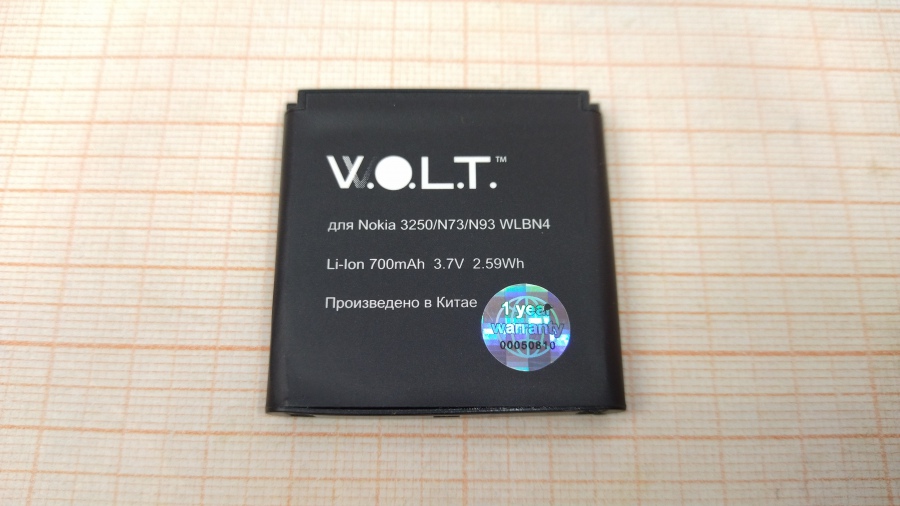 V.O.L.T.™
для Nokia 3250/N73/N93 WLBN4
Li-Ion 700mAh 3.7V 2.59Wh
Произведено в Китае
1 year
warranty
00050810